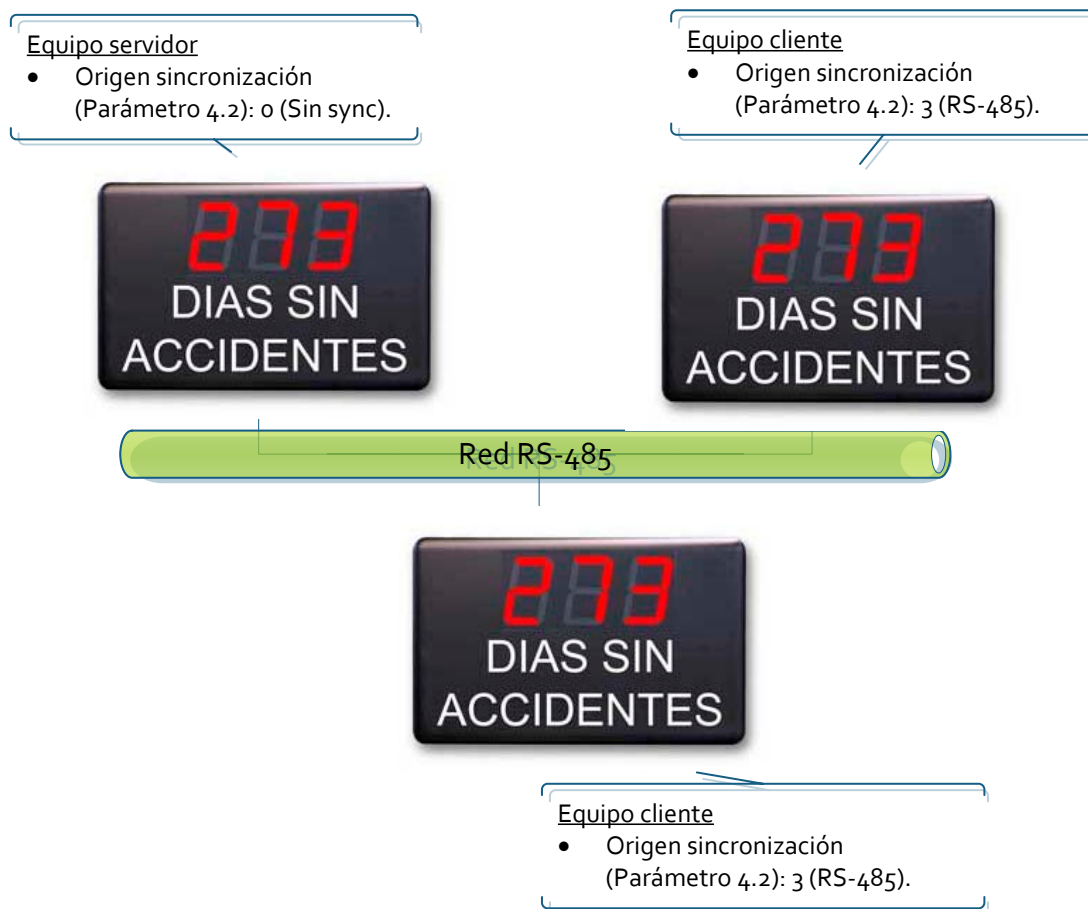 Equipo servidor
• Origen sincronización
(Parámetro 4.2): 0 (Sin sync).
Equipo cliente
• Origen sincronización
(Parámetro 4.2): 3 (RS-485).
273
DIAS SIN
ACCIDENTES
273
DIAS SIN
ACCIDENTES
Red RS-485
273
DIAS SIN
ACCIDENTES
Equipo cliente
• Origen sincronización
(Parámetro 4.2): 3 (RS-485).